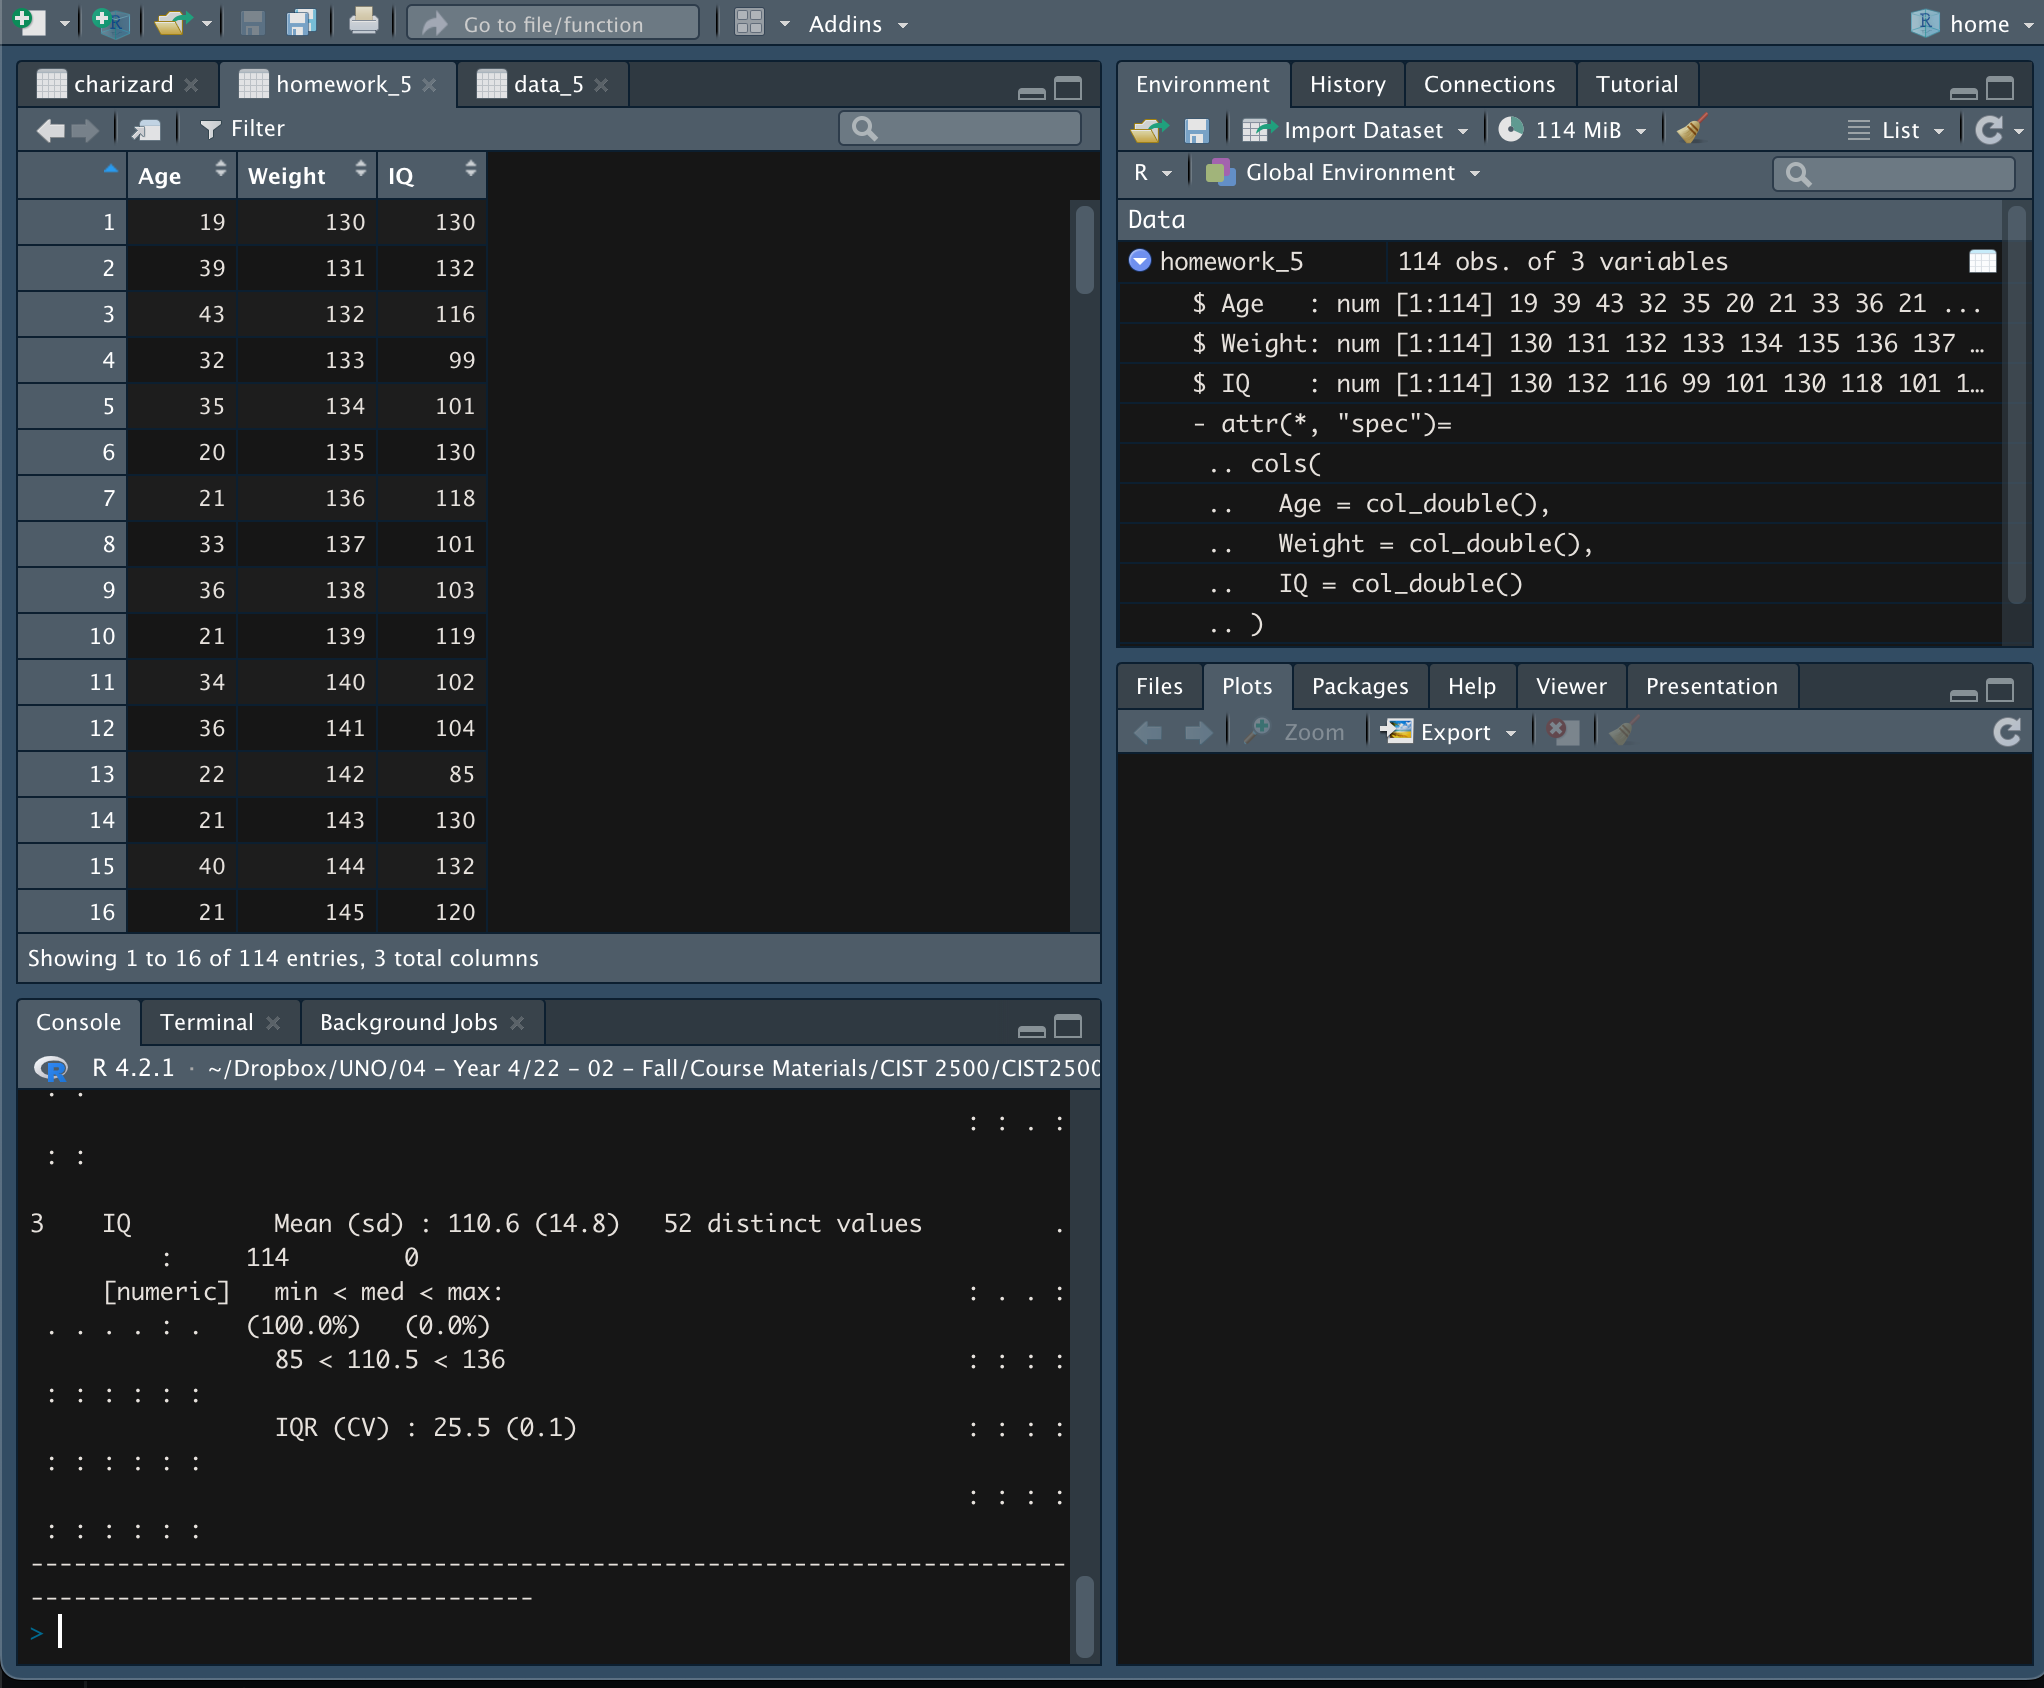 Go to file/function Addins home
charizard homework_5 data_5
Filter
Age Weight IQ
1 19 130 130
2 39 131 132
3 43 132 116
4 32 133 99
5 35 134 101
6 20 135 130
7 21 136 118
8 33 137 101
9 36 138 103
10 21 139 119
11 34 140 102
12 36 141 104
13 22 142 85
14 21 143 130
15 40 144 132
16 21 145 120
Showing 1 to 16 of 114 entries, 3 total columns
Console Terminal Background Jobs
R 4.2.1 · ~/Dropbox/UNO/04 – Year 4/22 – 02 – Fall/Course Materials/CIST 2500/CIST2500
: :
: : . :
: :
3 IQ Mean (sd) : 110.6 (14.8) 52 distinct values .
: 114 0
[numeric] min < med < max: : . . :
. . . . : . (100.0%) (0.0%)
85 < 110.5 < 136 : : : :
: : : : : :
IQR (CV) : 25.5 (0.1) : : : :
: : : : : :
: : : :
: : : : : :
------------------------------------------------------------------------
-----------------------------------
>
Environment History Connections Tutorial
Import Dataset 114 MiB List
R Global Environment
Data
homework_5 114 obs. of 3 variables
$ Age : num [1:114] 19 39 43 32 35 20 21 33 36 21 ...
$ Weight: num [1:114] 130 131 132 133 134 135 136 137 …
$ IQ : num [1:114] 130 132 116 99 101 130 118 101 1…
- attr(*, "spec")=
.. cols(
.. Age = col_double(),
.. Weight = col_double(),
.. IQ = col_double()
.. )
Files Plots Packages Help Viewer Presentation
Zoom Export